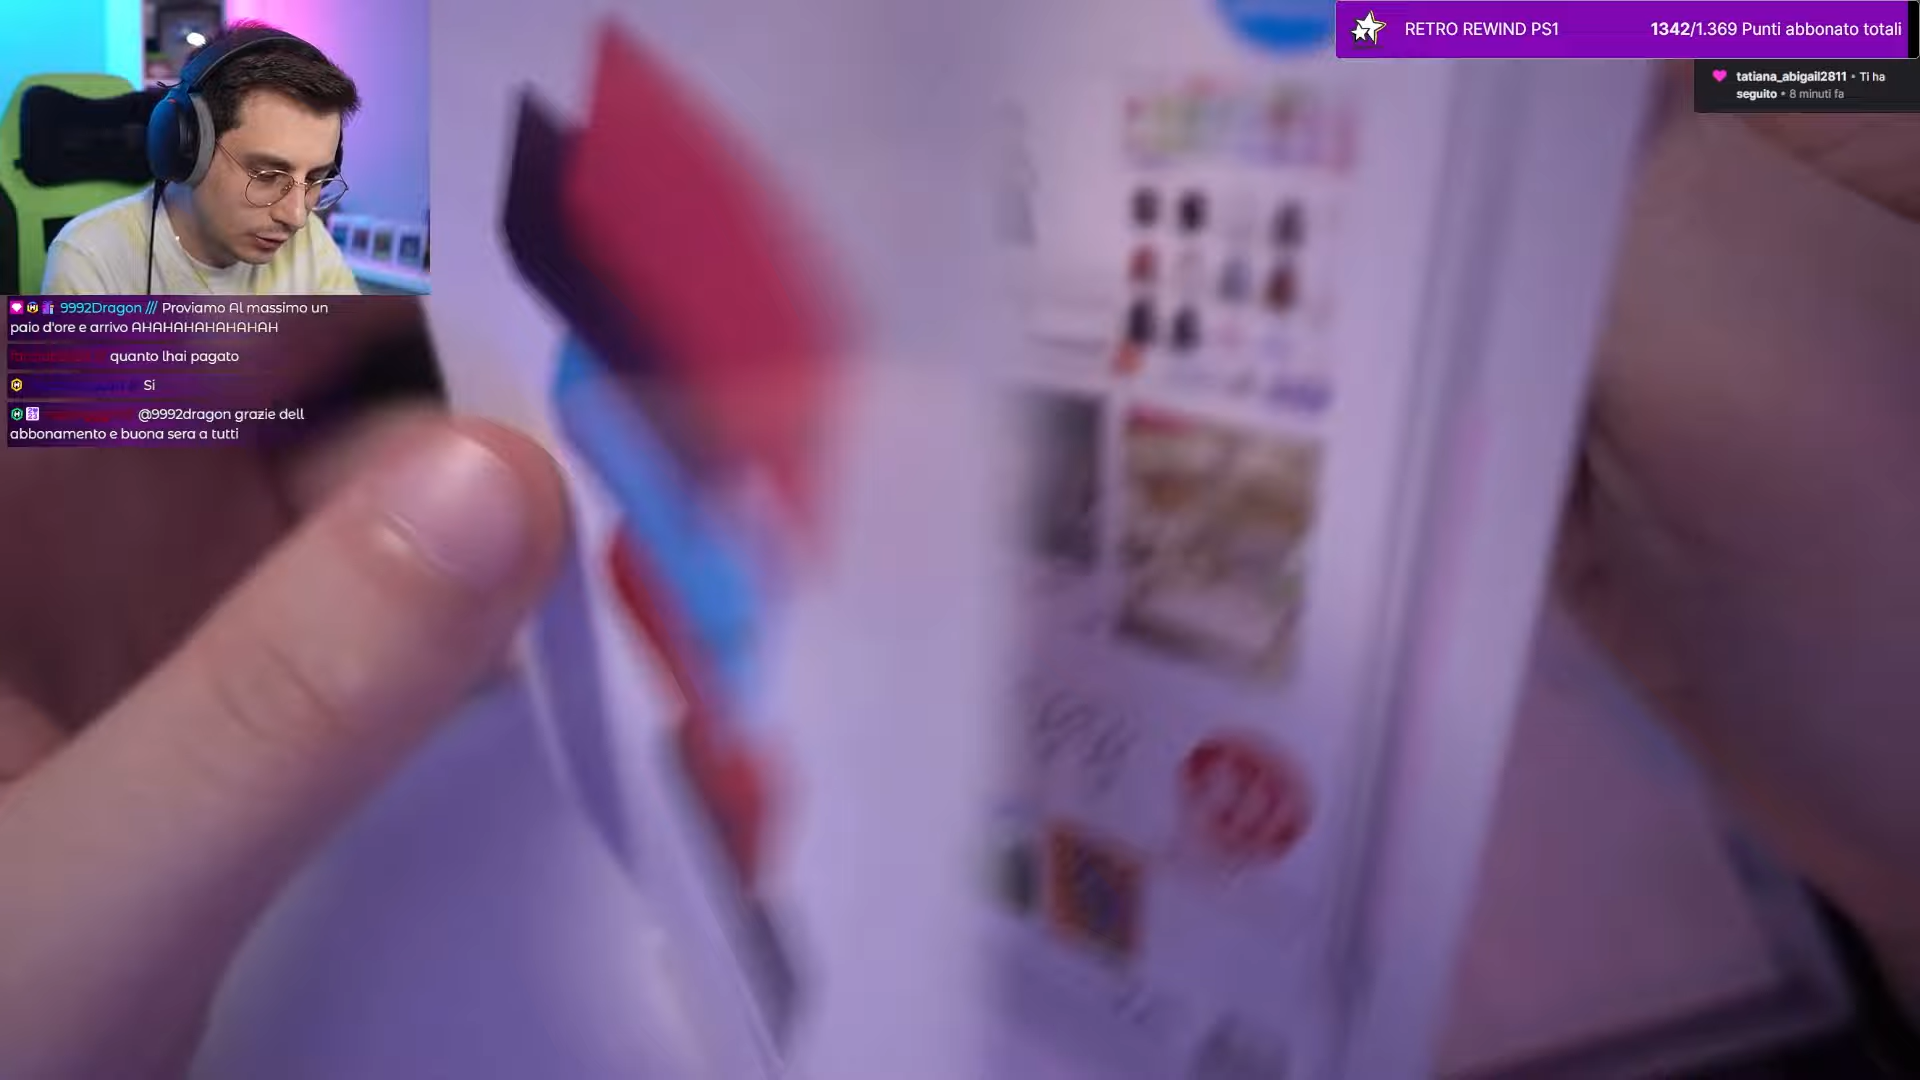 RETRO REWIND PS1
1342/1.369 Punti abbonato totali
tatiana_abigail2811 • Ti ha
seguito • 8 minuti fa
9992Dragon /// Proviamo Al massimo un
paio d'ore e arrivo AHAHAHAHAHAHAH
quanto lhai pagato
Si
@9992dragon grazie dell
abbonamento e buona sera a tutti